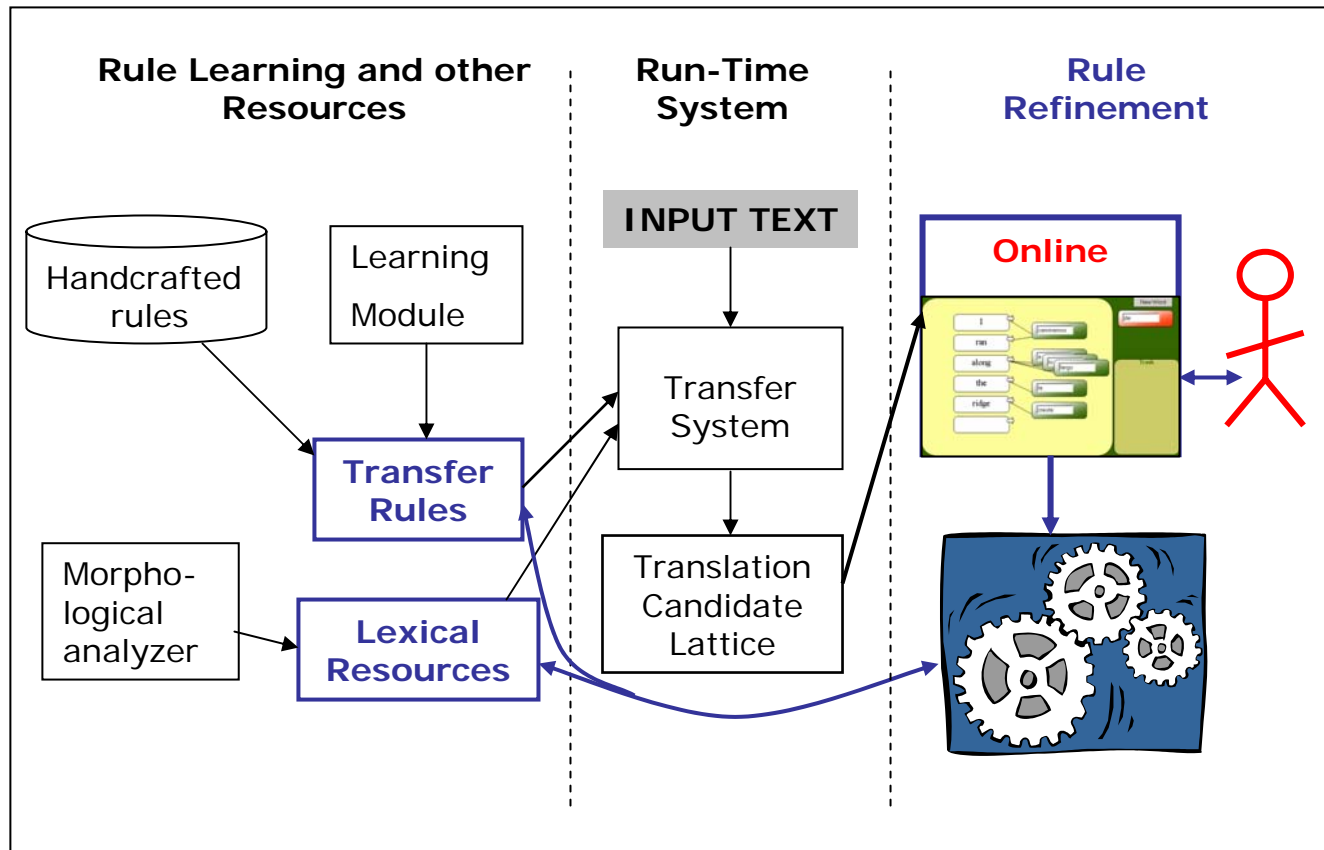 Rule Learning and other
Resources
Run-Time
System
Rule
Refinement
Handcrafted
rules
Learning
Module
INPUT TEXT
Online
I
ran
along
the
ridge
Transfer
System
Transfer
Rules
Morpho-
logical
analyzer
Lexical
Resources
Translation
Candidate
Lattice